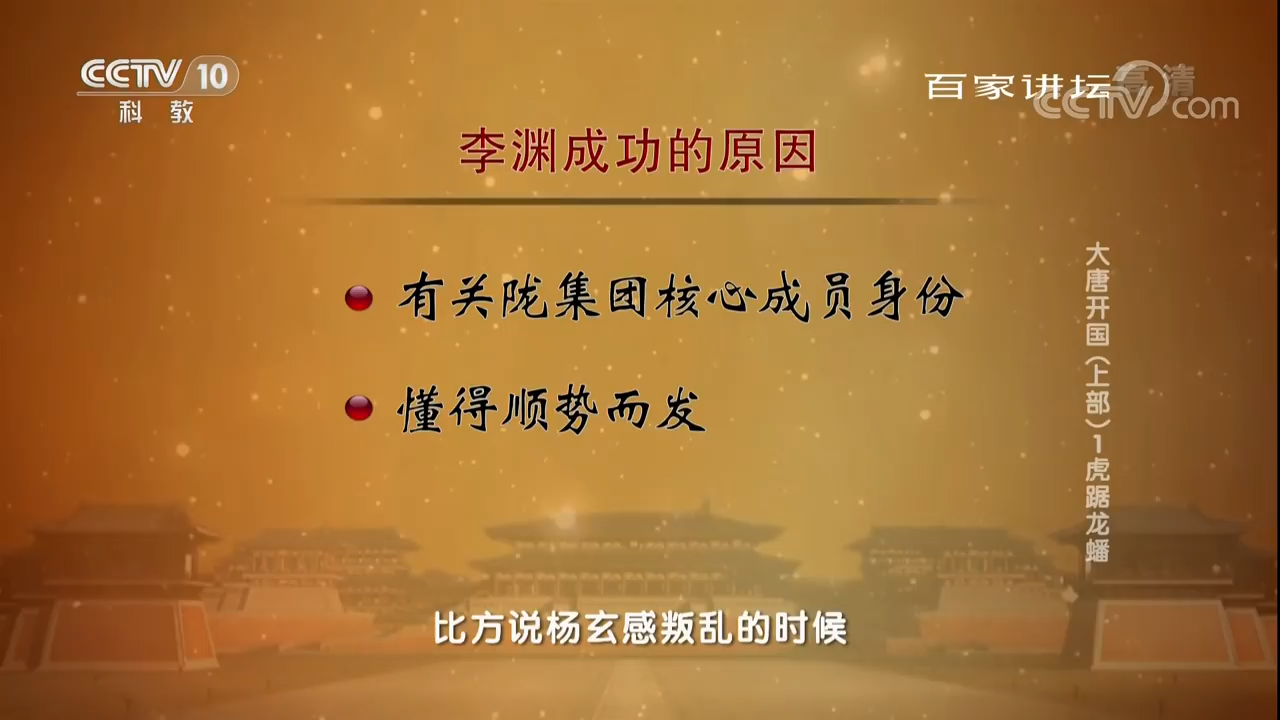 CCTV 10
科教
百家讲坛
高清
CCTV.com
李渊成功的原因
有关陇集团核心成员身份
懂得顺势而发
大唐开国（上部）1虎踞龙蟠
比方说杨玄感叛乱的时候